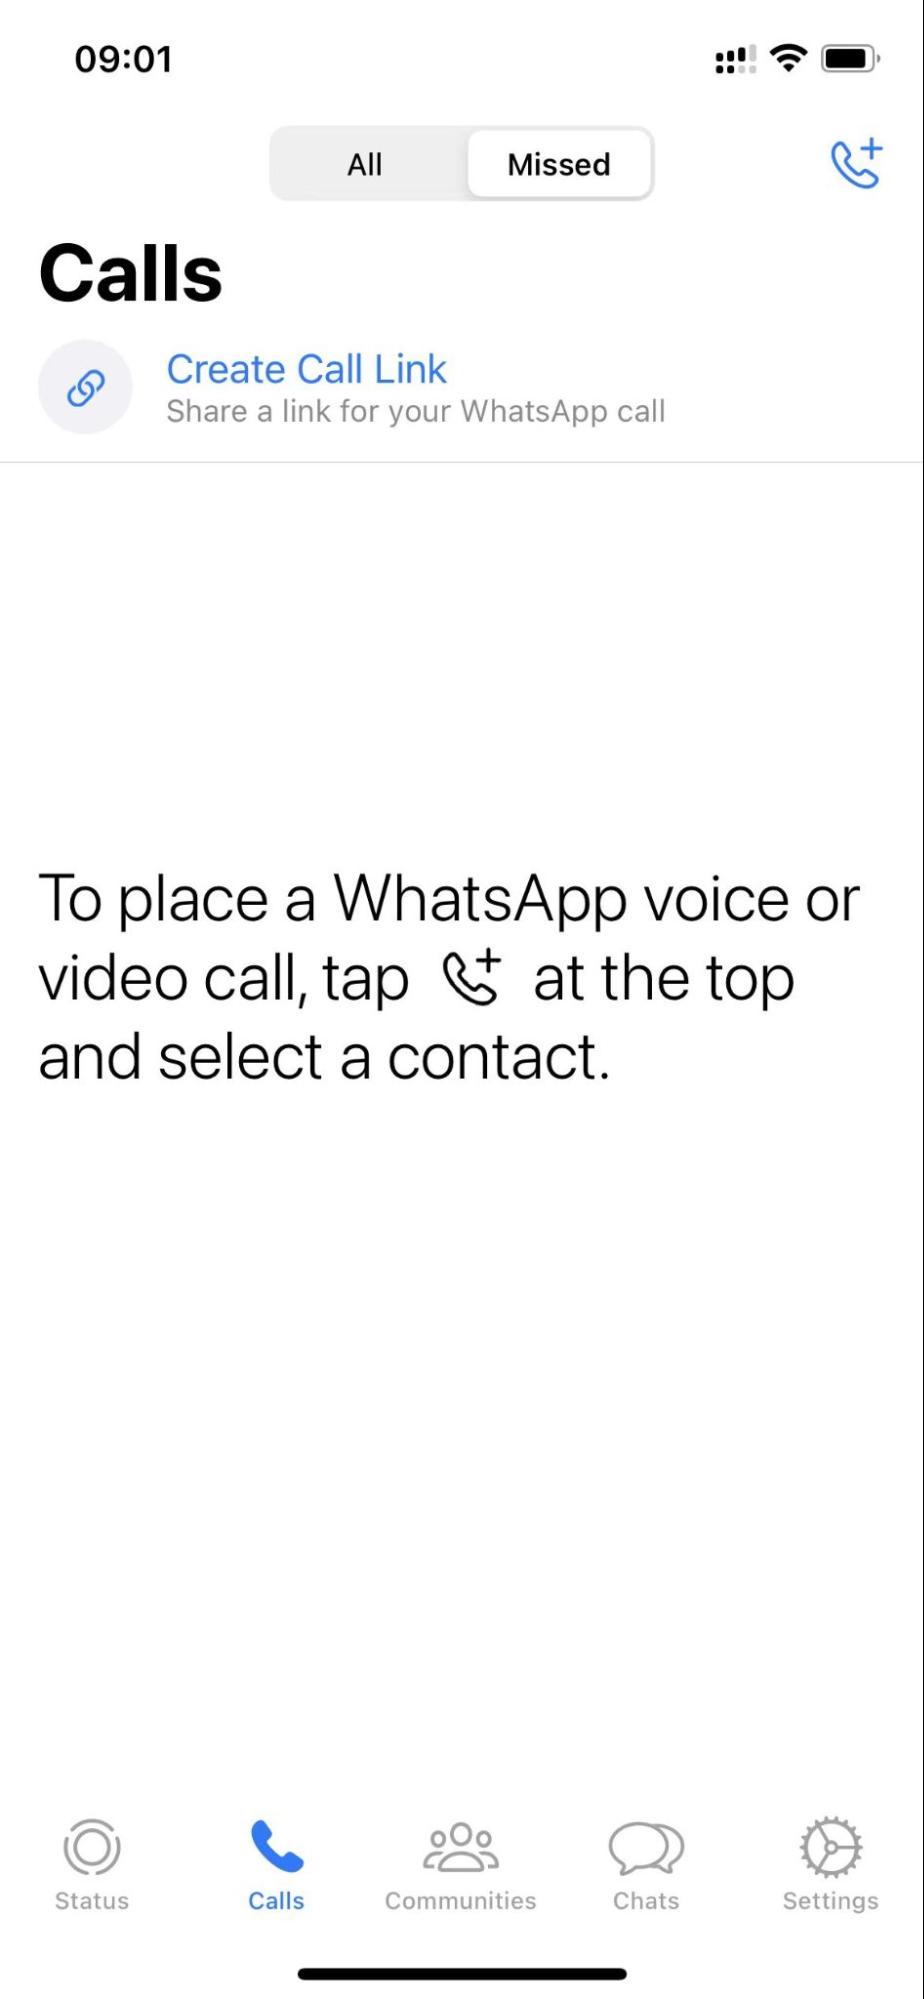 09:01
All
Missed
Calls
Create Call Link
Share a link for your WhatsApp call
To place a WhatsApp voice or
video call, tap at the top
and select a contact.
Status
Calls
Communities
Chats
Settings